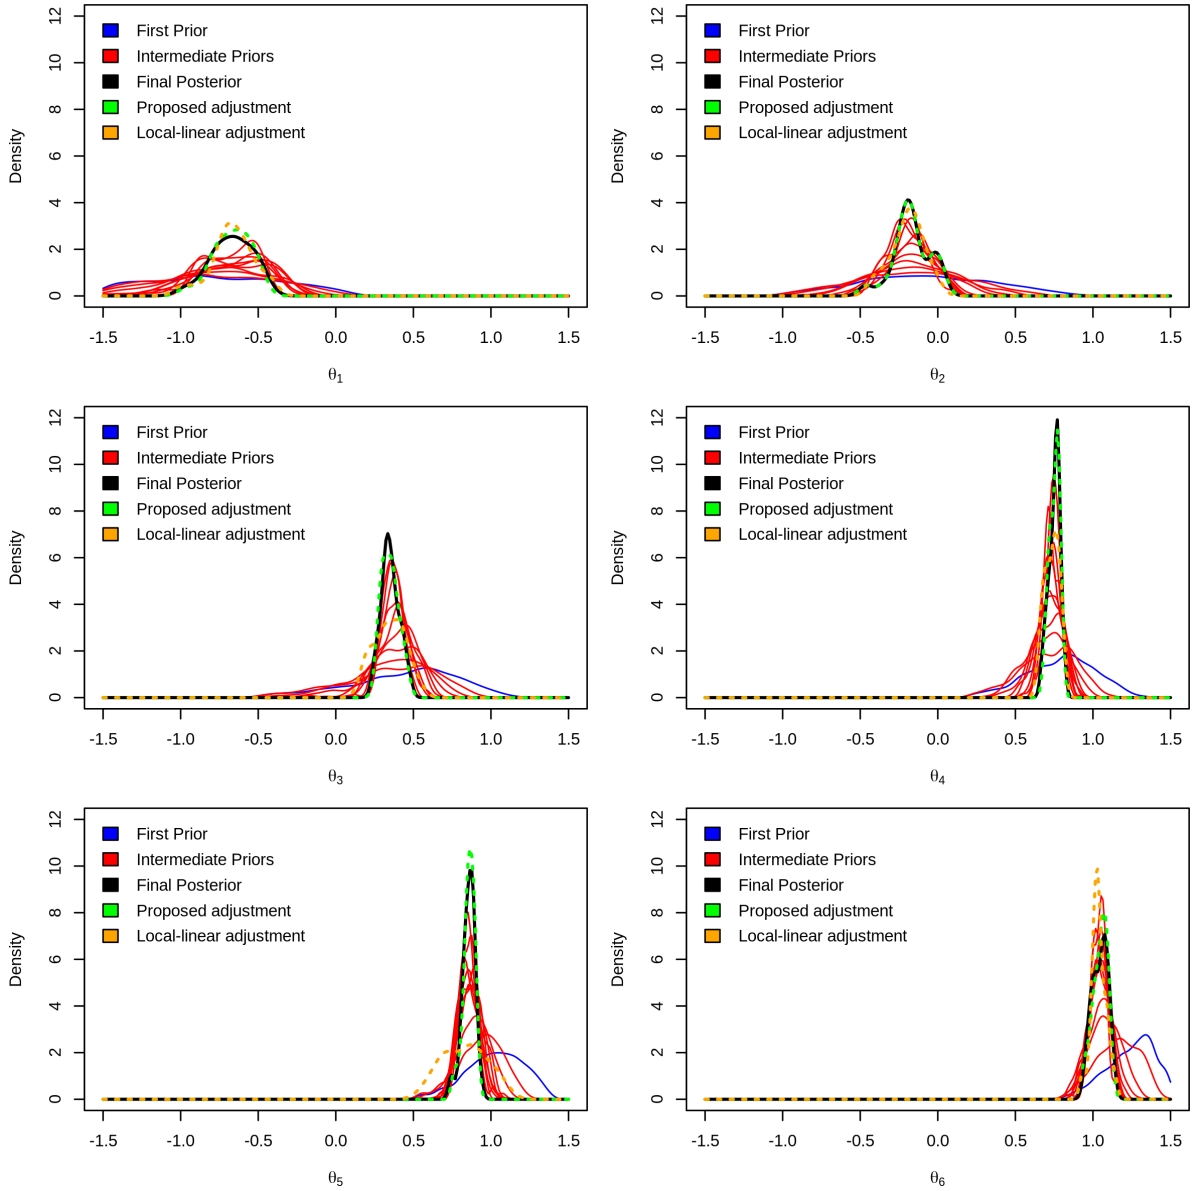 12
10
8
6
4
2
0
Density
First Prior
Intermediate Priors
Final Posterior
Proposed adjustment
Local-linear adjustment
-1.5 -1.0 -0.5 0.0 0.5 1.0 1.5
θ1
12
10
8
6
4
2
0
Density
First Prior
Intermediate Priors
Final Posterior
Proposed adjustment
Local-linear adjustment
-1.5 -1.0 -0.5 0.0 0.5 1.0 1.5
θ2
12
10
8
6
4
2
0
Density
First Prior
Intermediate Priors
Final Posterior
Proposed adjustment
Local-linear adjustment
-1.5 -1.0 -0.5 0.0 0.5 1.0 1.5
θ3
12
10
8
6
4
2
0
Density
First Prior
Intermediate Priors
Final Posterior
Proposed adjustment
Local-linear adjustment
-1.5 -1.0 -0.5 0.0 0.5 1.0 1.5
θ4
12
10
8
6
4
2
0
Density
First Prior
Intermediate Priors
Final Posterior
Proposed adjustment
Local-linear adjustment
-1.5 -1.0 -0.5 0.0 0.5 1.0 1.5
θ5
12
10
8
6
4
2
0
Density
First Prior
Intermediate Priors
Final Posterior
Proposed adjustment
Local-linear adjustment
-1.5 -1.0 -0.5 0.0 0.5 1.0 1.5
θ6